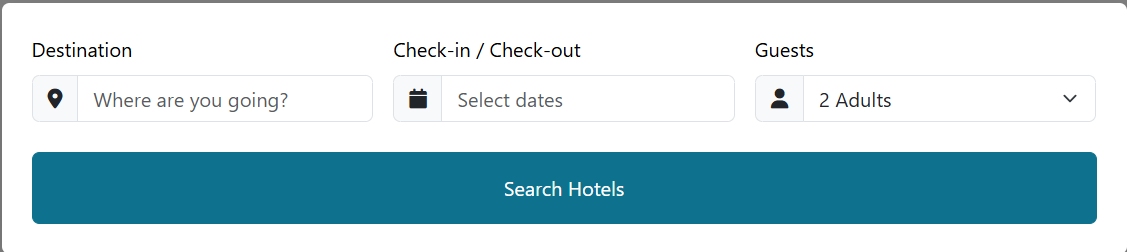 Destination
Check-in / Check-out
Guests
Where are you going?
Select dates
2 Adults
Search Hotels